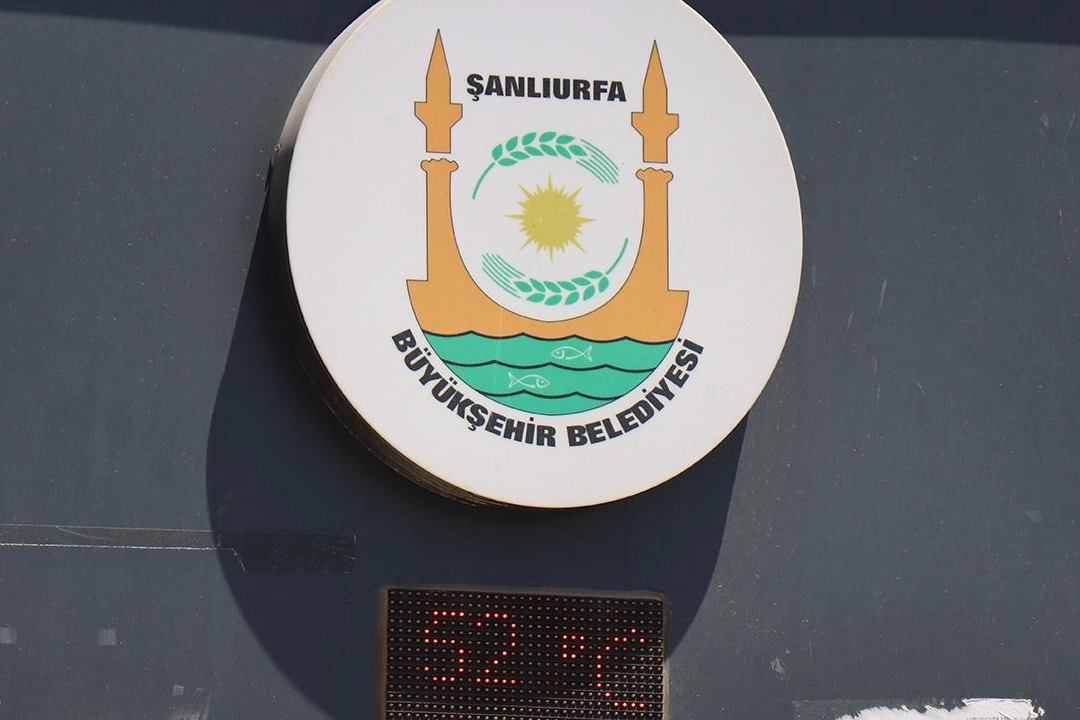 ŞANLIURFA
BÜYÜKŞEHİR BELEDİYESİ
52 °C